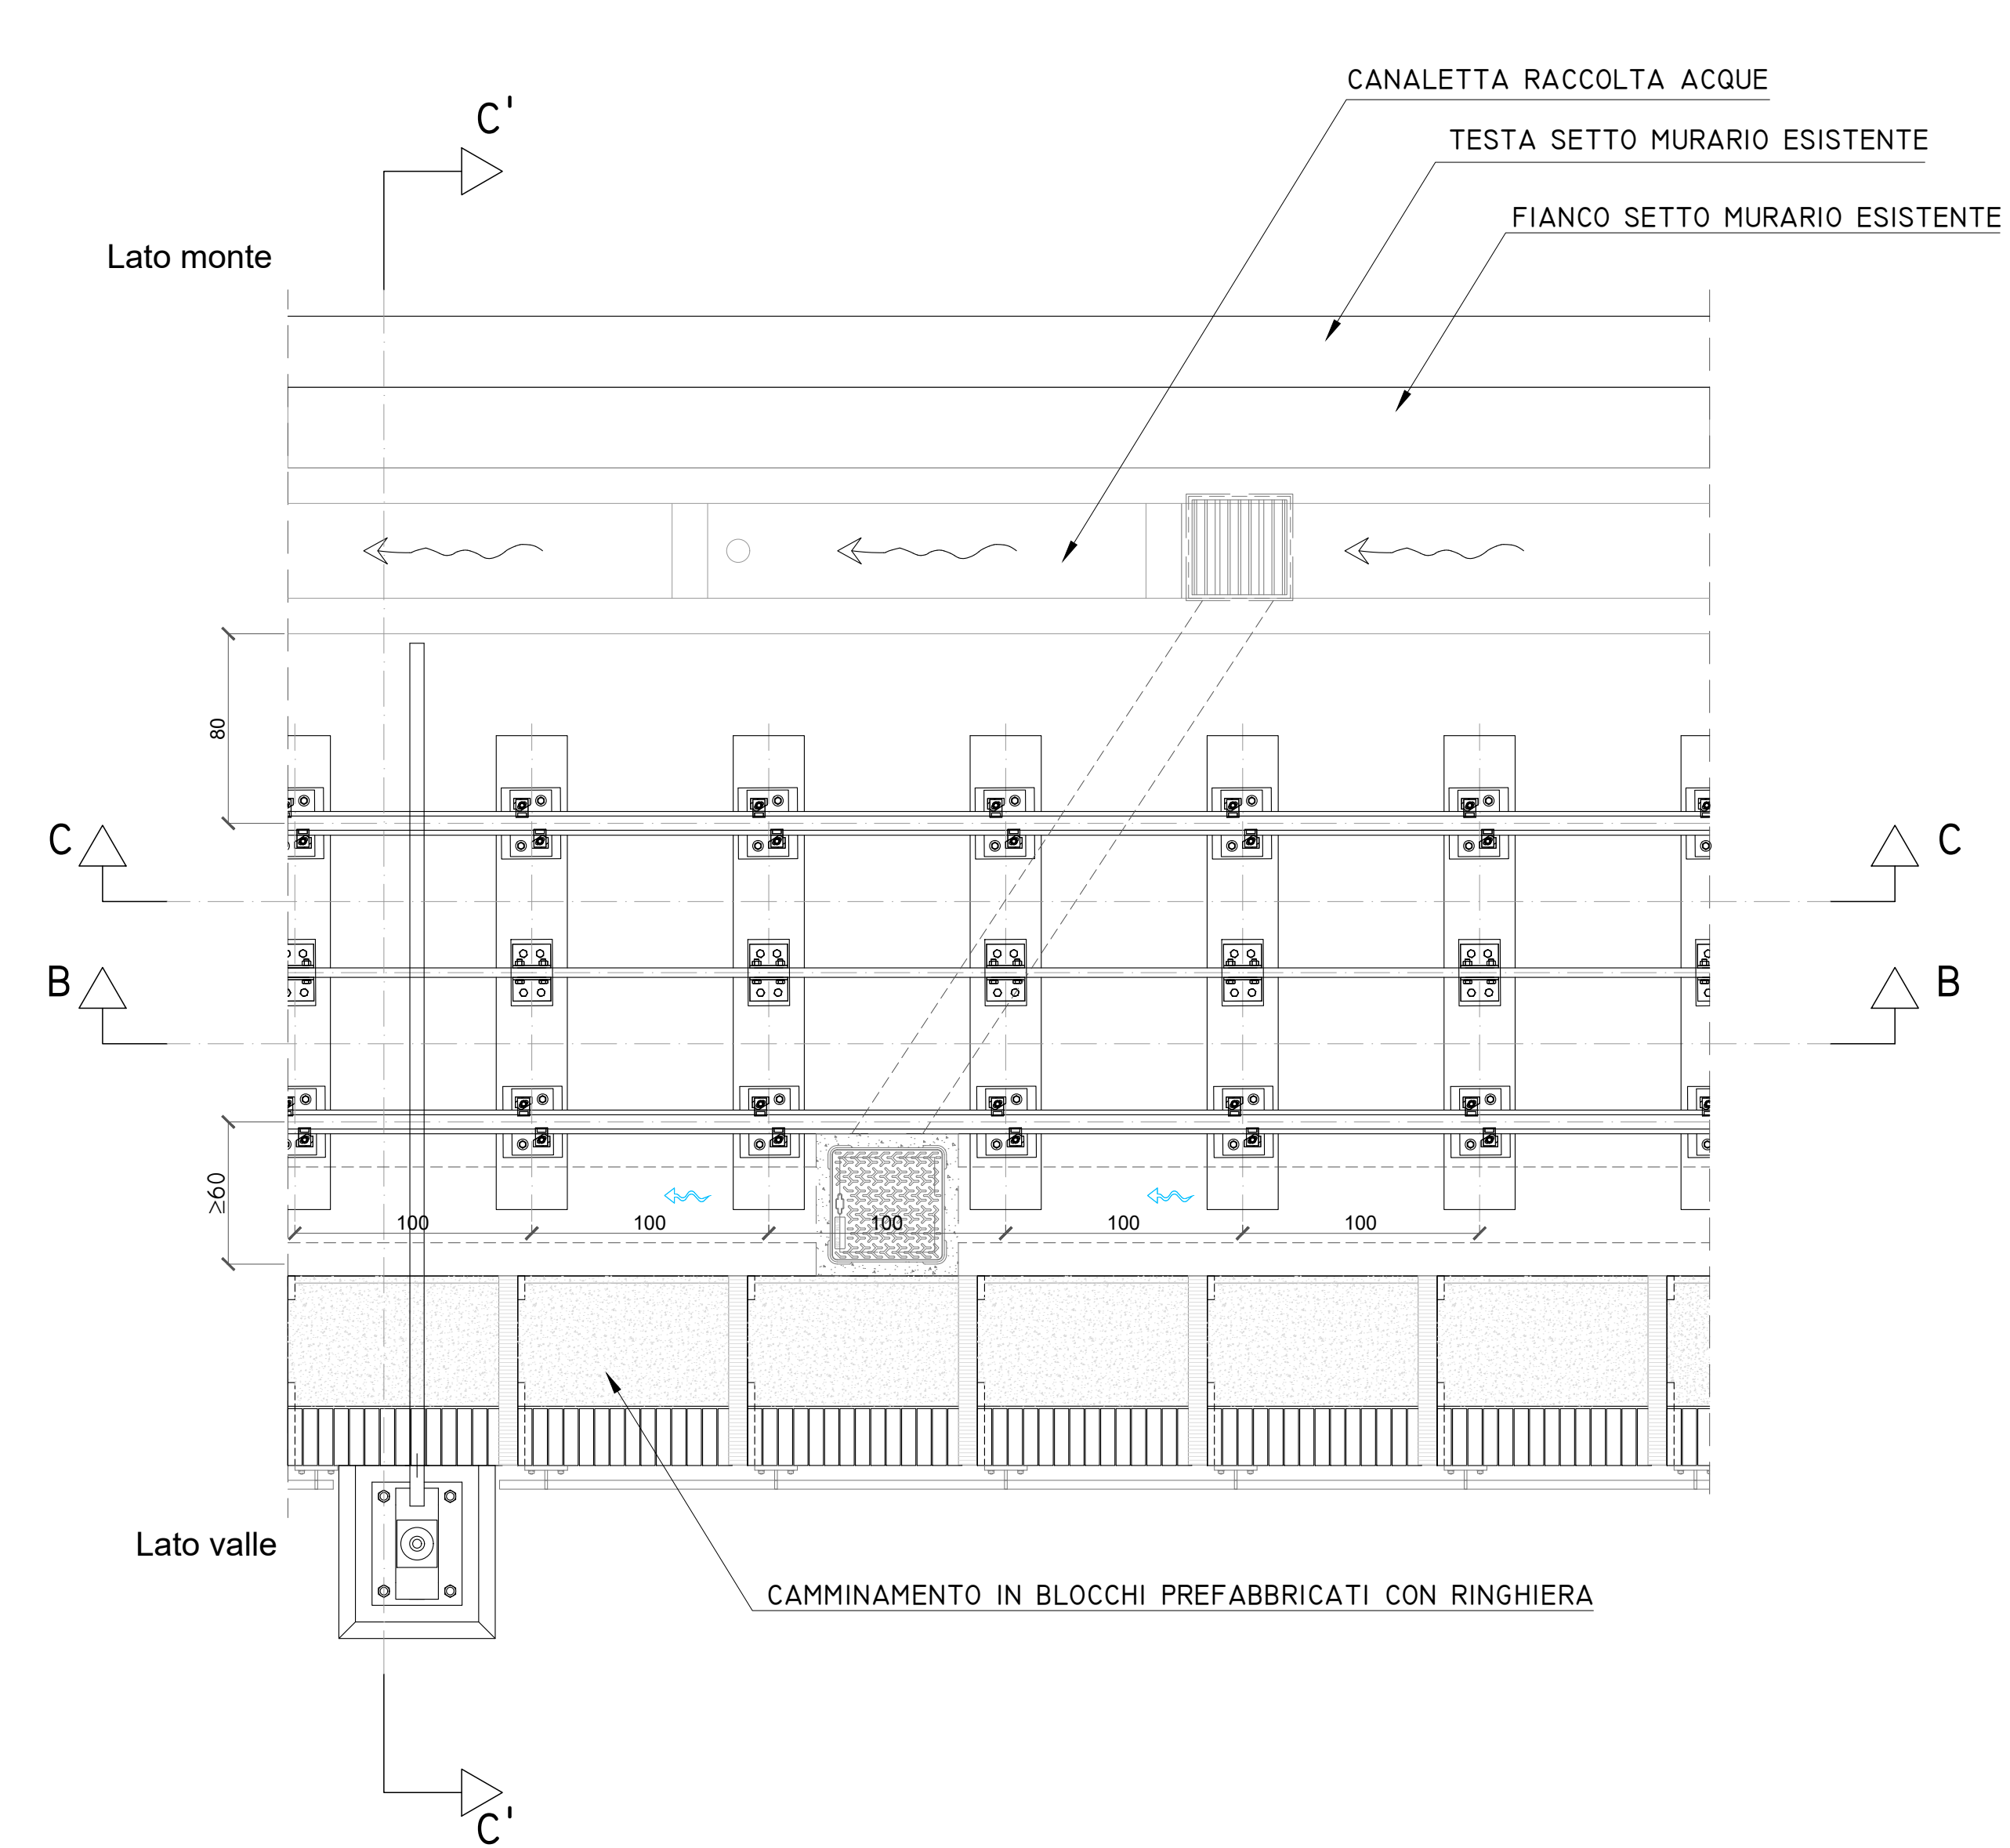 C'
CANALETTA RACCOLTA ACQUE
TESTA SETTO MURARIO ESISTENTE
FIANCO SETTO MURARIO ESISTENTE
Lato monte
80
C
C
B
B
≥60
100
100
100
100
100
Lato valle
CAMMINAMENTO IN BLOCCHI PREFABBRICATI CON RINGHIERA
C'